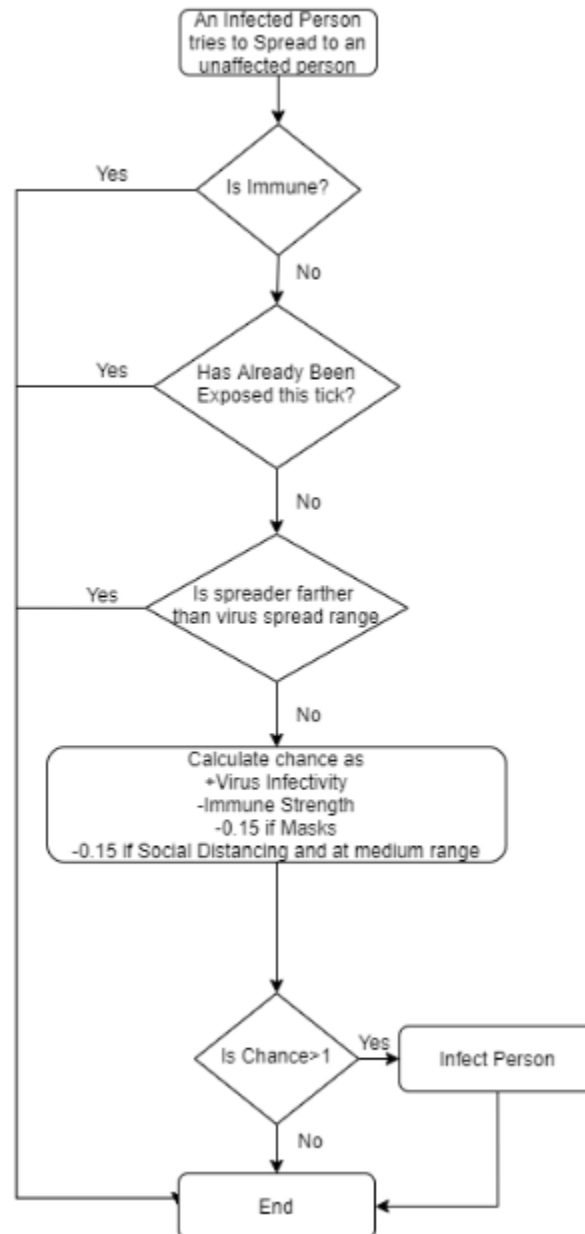 An Infected Person
tries to Spread to an
unaffected person
Yes
Is Immune?
No
Yes
Has Already Been
Exposed this tick?
No
Yes
Is spreader farther
than virus spread range
No
Calculate chance as
+Virus Infectivity
-Immune Strength
-0.15 if Masks
-0.15 if Social Distancing and at medium range
Is Chance>1
Yes
Infect Person
No
End